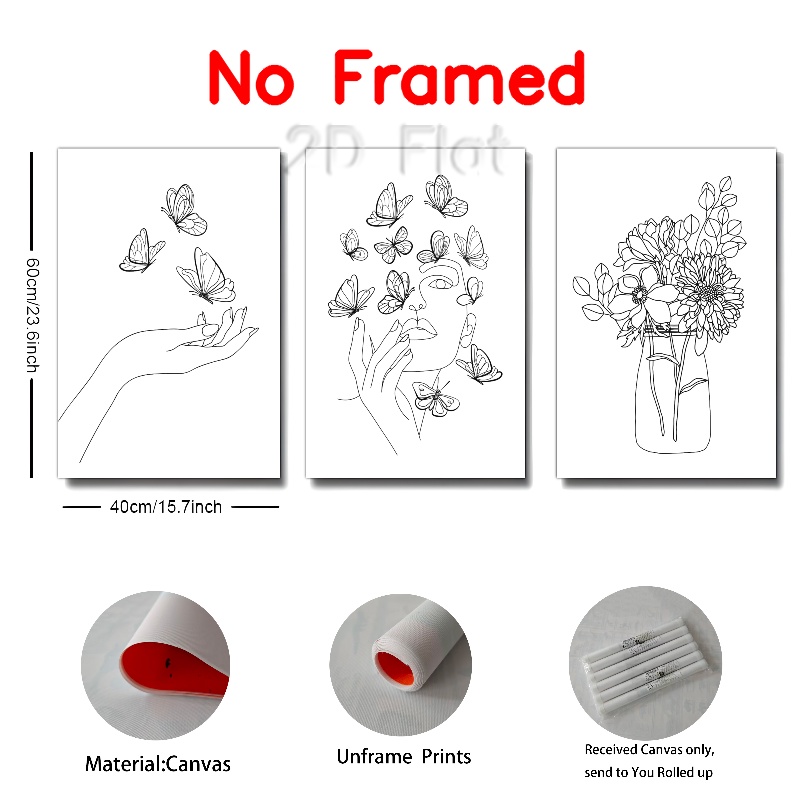 No Framed
2D Flat
60cm/23.6inch
40cm/15.7inch
Material:Canvas
Unframe Prints
Received Canvas only,
send to You Rolled up